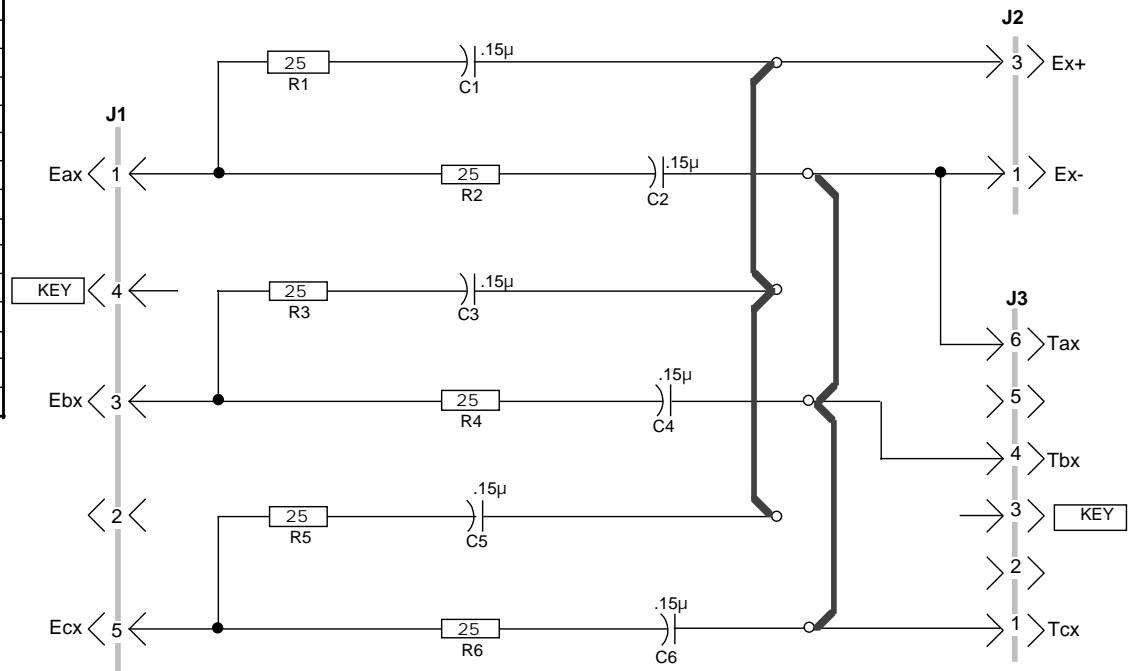 J2
.15µ
25
3
Ex+
R1
C1
J1
.15µ
Eax
1
25
1
Ex-
R2
C2
.15µ
KEY
4
25
R3
C3
J3
6
Tax
.15µ
Ebx
3
25
5
R4
C4
4
Tbx
.15µ
2
25
3
KEY
R5
C5
2
.15µ
Ecx
5
25
1
Tcx
R6
C6